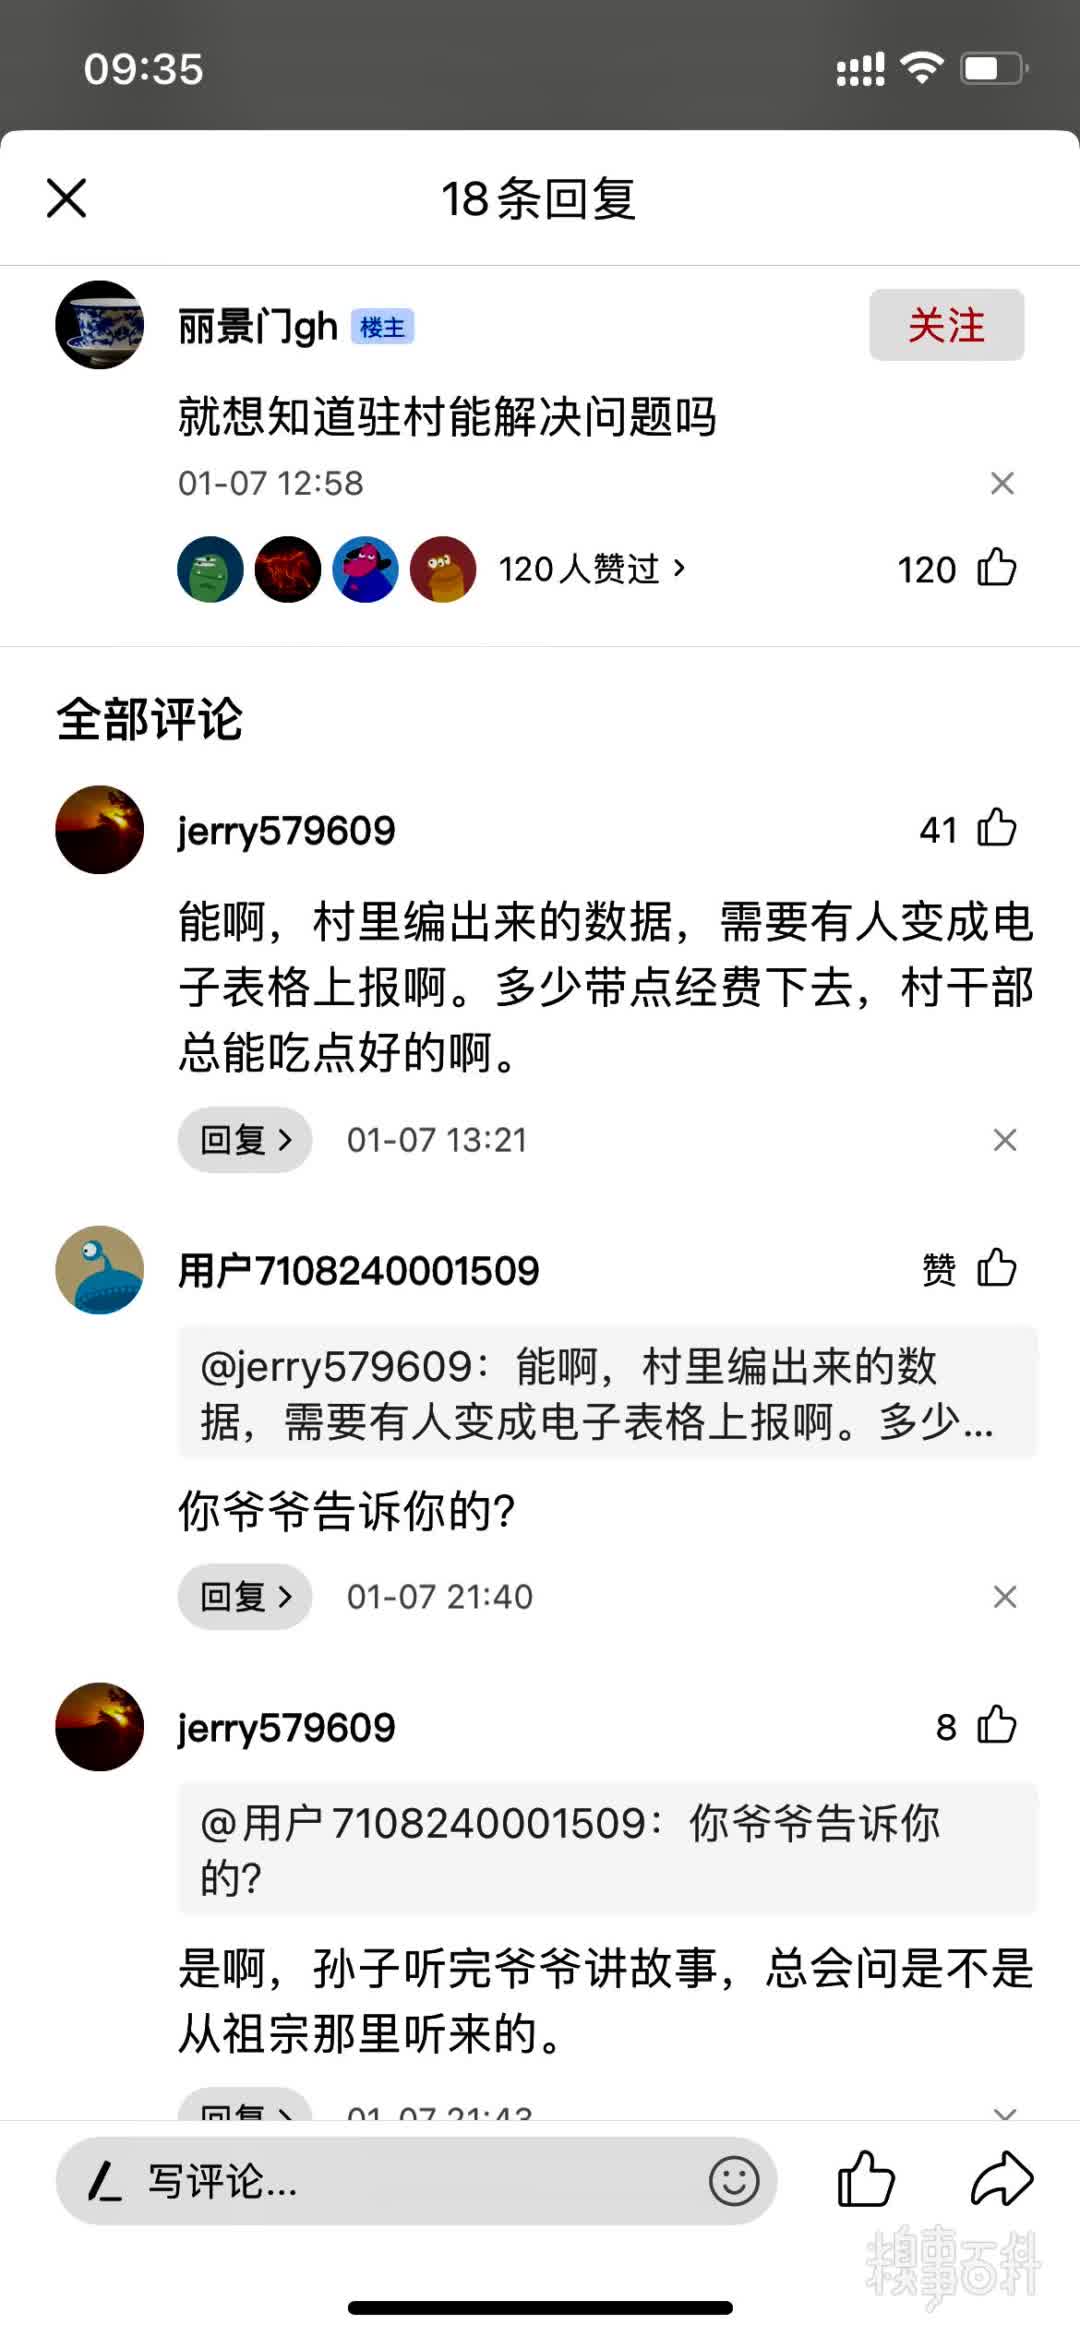 09:35
18条回复
丽景门gh 楼主
关注
就想知道驻村能解决问题吗
01-07 12:58
120人赞过
120
全部评论
jerry579609
41
能啊，村里编出来的数据，需要有人变成电
子表格上报啊。多少带点经费下去，村干部
总能吃点好的啊。
回复
01-07 13:21
用户7108240001509
赞
@jerry579609：能啊，村里编出来的数
据，需要有人变成电子表格上报啊。多少...
你爷爷告诉你的？
回复
01-07 21:40
jerry579609
8
@用户7108240001509：你爷爷告诉你
的？
是啊，孙子听完爷爷讲故事，总会问是不是
从祖宗那里听来的。
回复
01-07 21:43
写评论...
糗事百科